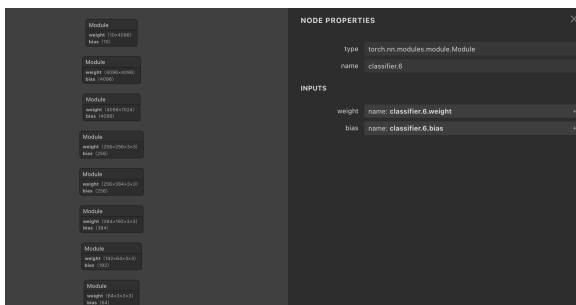 Module
weight ⟨10×4096⟩
bias ⟨10⟩
Module
weight ⟨4096×4096⟩
bias ⟨4096⟩
Module
weight ⟨4096×1024⟩
bias ⟨4096⟩
Module
weight ⟨256×256×3×3⟩
bias ⟨256⟩
Module
weight ⟨256×384×3×3⟩
bias ⟨256⟩
Module
weight ⟨384×192×3×3⟩
bias ⟨384⟩
Module
weight ⟨192×64×3×3⟩
bias ⟨192⟩
Module
weight ⟨64×3×3×3⟩
bias ⟨64⟩
NODE PROPERTIES
type torch.nn.modules.module.Module
name classifier.6
INPUTS
weight name: classifier.6.weight +
bias name: classifier.6.bias +